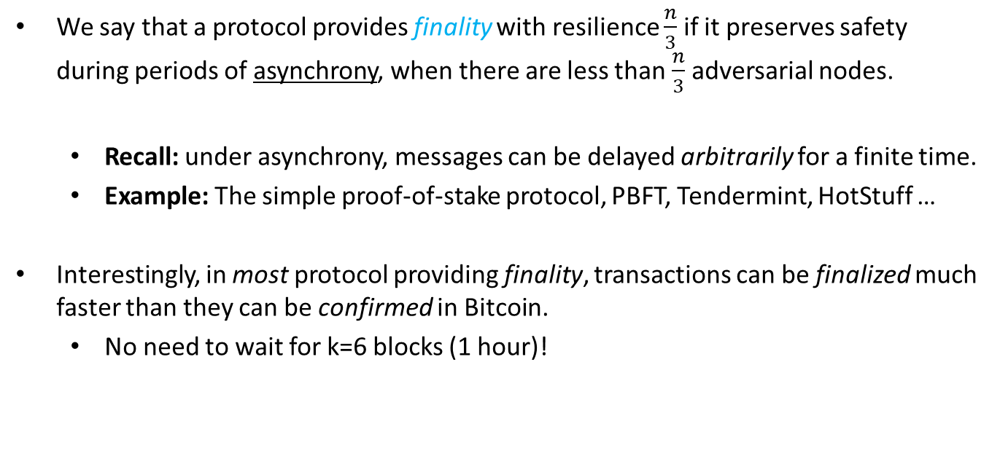 • We say that a protocol provides finality with resilience n/3 if it preserves safety
during periods of asynchrony, when there are less than n/3 adversarial nodes.
• Recall: under asynchrony, messages can be delayed arbitrarily for a finite time.
• Example: The simple proof-of-stake protocol, PBFT, Tendermint, HotStuff …
• Interestingly, in most protocol providing finality, transactions can be finalized much
faster than they can be confirmed in Bitcoin.
• No need to wait for k=6 blocks (1 hour)!